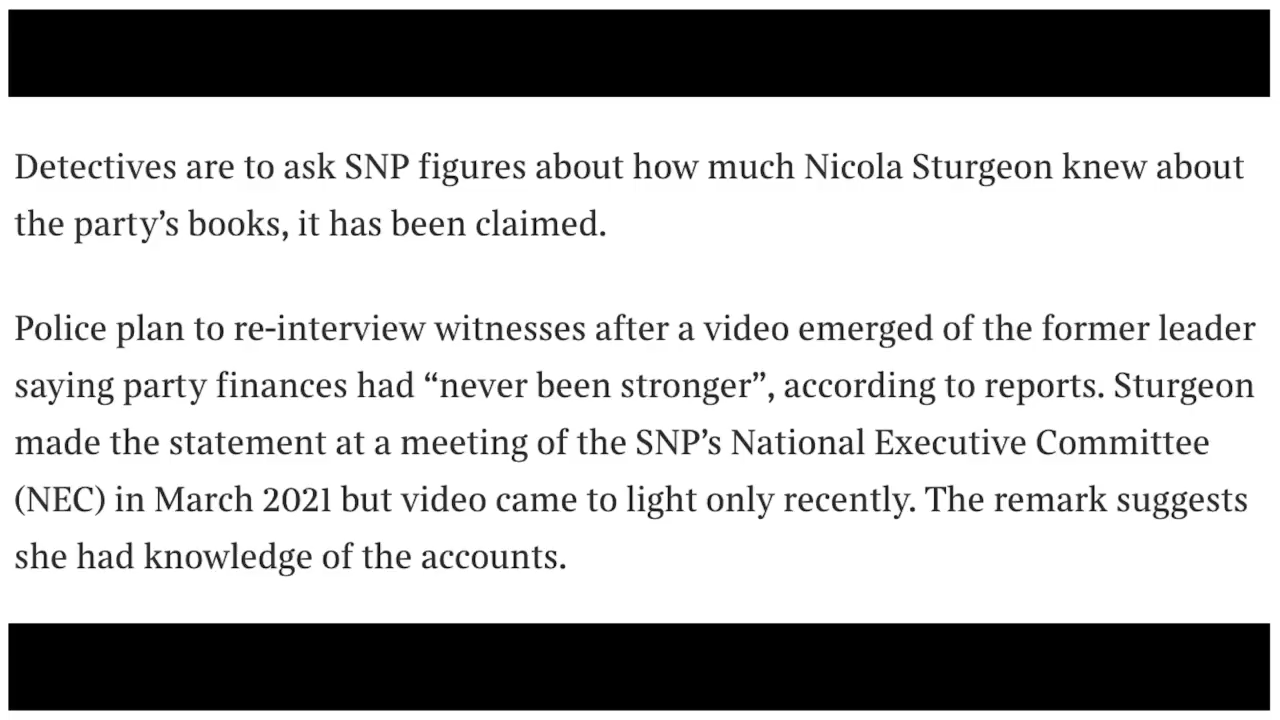 Detectives are to ask SNP figures about how much Nicola Sturgeon knew about
the party’s books, it has been claimed.
Police plan to re-interview witnesses after a video emerged of the former leader
saying party finances had “never been stronger”, according to reports. Sturgeon
made the statement at a meeting of the SNP’s National Executive Committee
(NEC) in March 2021 but video came to light only recently. The remark suggests
she had knowledge of the accounts.